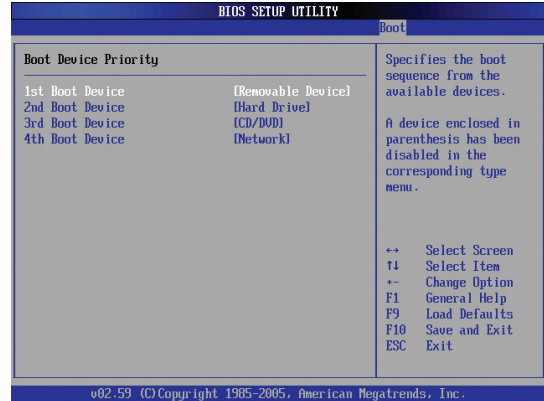 BIOS SETUP UTILITY
Boot
Boot Device Priority
1st Boot Device [Removable Device]
2nd Boot Device [Hard Drive]
3rd Boot Device [CD/DVD]
4th Boot Device [Network]
Specifies the boot
sequence from the
available devices.
A device enclosed in
parenthesis has been
disabled in the
corresponding type
menu.
↔ Select Screen
↑↓ Select Item
+- Change Option
F1 General Help
F9 Load Defaults
F10 Save and Exit
ESC Exit
v02.59 (C)Copyright 1985-2005, American Megatrends, Inc.